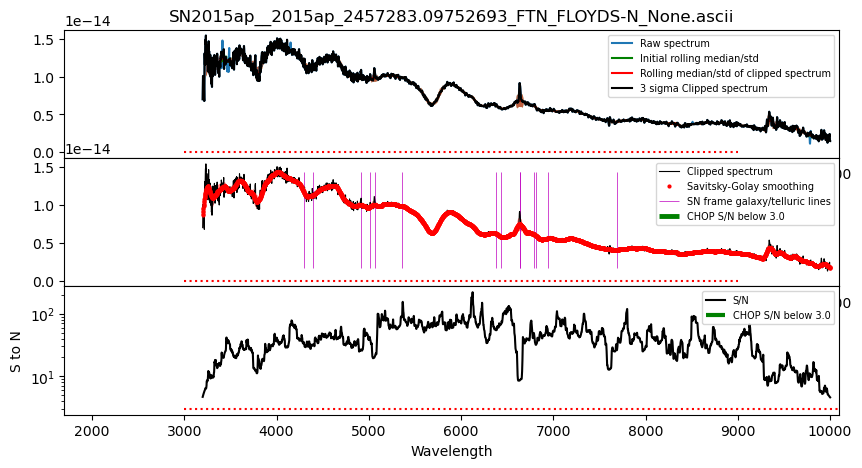 SN2015ap__2015ap_2457283.09752693_FTN_FLOYDS-N_None.ascii
1e−14
1.5
1.0
0.5
0.0
Raw spectrum
Initial rolling median/std
Rolling median/std of clipped spectrum
3 sigma Clipped spectrum
1e−14
00
1.5
1.0
0.5
0.0
Clipped spectrum
Savitsky-Golay smoothing
SN frame galaxy/telluric lines
CHOP S/N below 3.0
00
S to N
10²
10¹
S/N
CHOP S/N below 3.0
2000 3000 4000 5000 6000 7000 8000 9000 10000
Wavelength